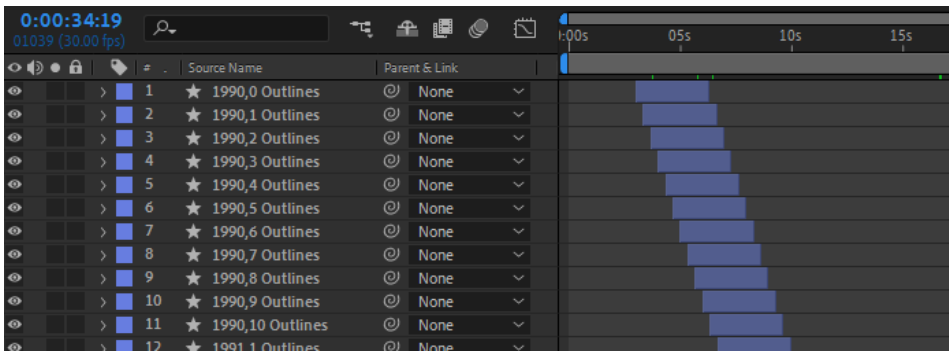 0:00:34:19
01039 (30.00 fps)
:00s 05s 10s 15s
# . Source Name Parent & Link
1 1990,0 Outlines None
2 1990,1 Outlines None
3 1990,2 Outlines None
4 1990,3 Outlines None
5 1990,4 Outlines None
6 1990,5 Outlines None
7 1990,6 Outlines None
8 1990,7 Outlines None
9 1990,8 Outlines None
10 1990,9 Outlines None
11 1990,10 Outlines None
12 1991,1 Outlines None